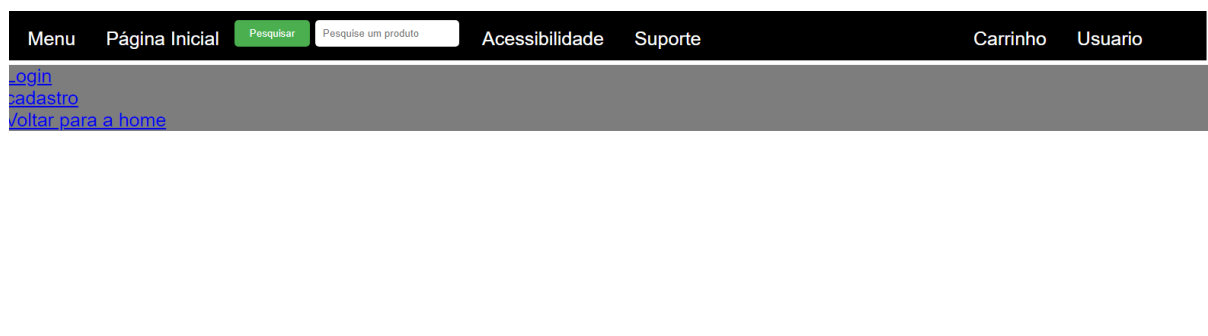 Menu Página Inicial Pesquisar Pesquise um produto Acessibilidade Suporte Carrinho Usuario
Login
cadastro
Voltar para a home